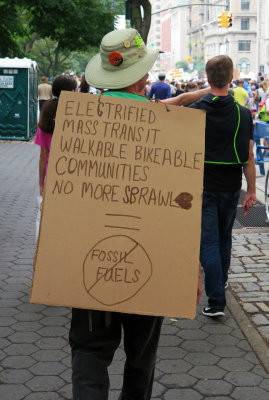 ELECTRIFIED
MASS TRANSIT
WALKABLE BIKEABLE
COMMUNITIES
NO MORE SPRAWL
=
FOSSIL
FUELS